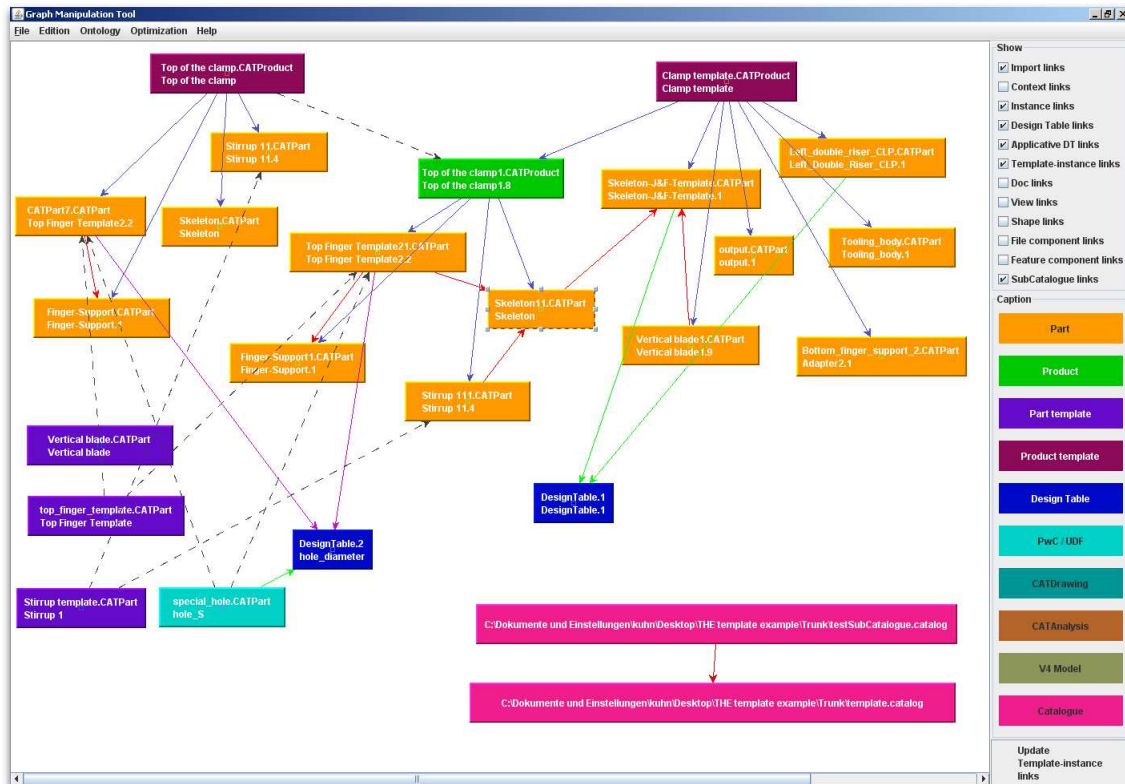 Graph Manipulation Tool
File Edition Ontology Optimization Help
Top of the clamp.CATProduct
Top of the clamp
Clamp template.CATProduct
Clamp template
Stirrup 11.CATPart
Stirrup 11.4
Left_double_riser_CLP.CATPart
Left_Double_Riser_CLP.1
Top of the clamp1.CATProduct
Top of the clamp1.8
Skeleton-J&F-Template.CATPart
Skeleton-J&F-Template.1
CATPart7.CATPart
Top Finger Template2.2
Skeleton.CATPart
Skeleton
Top Finger Template21.CATPart
Top Finger Template2.2
output.CATPart
output.1
Tooling_body.CATPart
Tooling_body.1
Skeleton11.CATPart
Skeleton
Finger-Support.CATPart
Finger-Support.1
Finger-Support1.CATPart
Finger-Support.1
Vertical blade1.CATPart
Vertical blade1.9
Bottom_finger_support_2.CATPart
Adapter2.1
Stirrup 111.CATPart
Stirrup 11.4
Vertical blade.CATPart
Vertical blade
top_finger_template.CATPart
Top Finger Template
DesignTable.1
DesignTable.1
DesignTable.2
hole_diameter
Stirrup template.CATPart
Stirrup 1
special_hole.CATPart
hole_S
C:\Dokumente und Einstellungen\kuhn\Desktop\THE template example\Trunk\testSubCatalogue.catalog
C:\Dokumente und Einstellungen\kuhn\Desktop\THE template example\Trunk\template.catalog
Show
Import links
Context links
Instance links
Design Table links
Applicative DT links
Template-instance links
Doc links
View links
Shape links
File component links
Feature component links
SubCatalogue links
Caption
Part
Product
Part template
Product template
Design Table
PwC / UDF
CATDrawing
CATAnalysis
V4 Model
Catalogue
Update
Template-instance
links